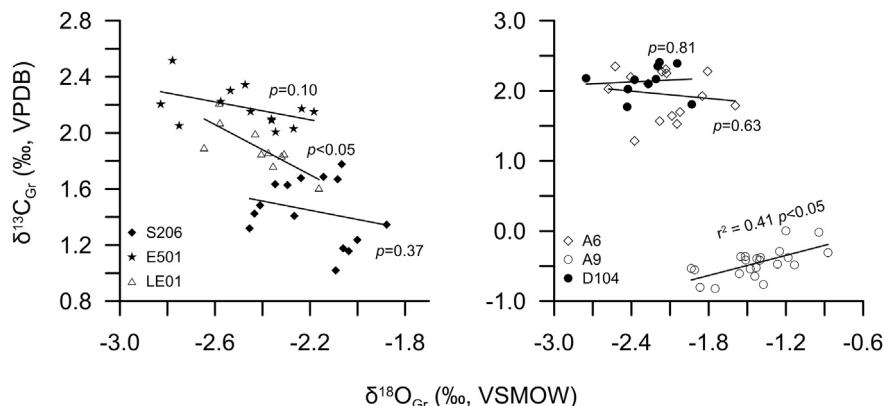 2.8
2.4
2.0
1.6
1.2
0.8
δ¹³C_Gr (‰, VPDB)
p=0.10
p<0.05
p=0.37
S206
E501
LE01
-3.0
-2.6
-2.2
-1.8
3.0
2.0
1.0
0.0
-1.0
p=0.81
p=0.63
r² = 0.41 p<0.05
A6
A9
D104
-3.0
-2.4
-1.8
-1.2
-0.6
δ¹⁸O_Gr (‰, VSMOW)